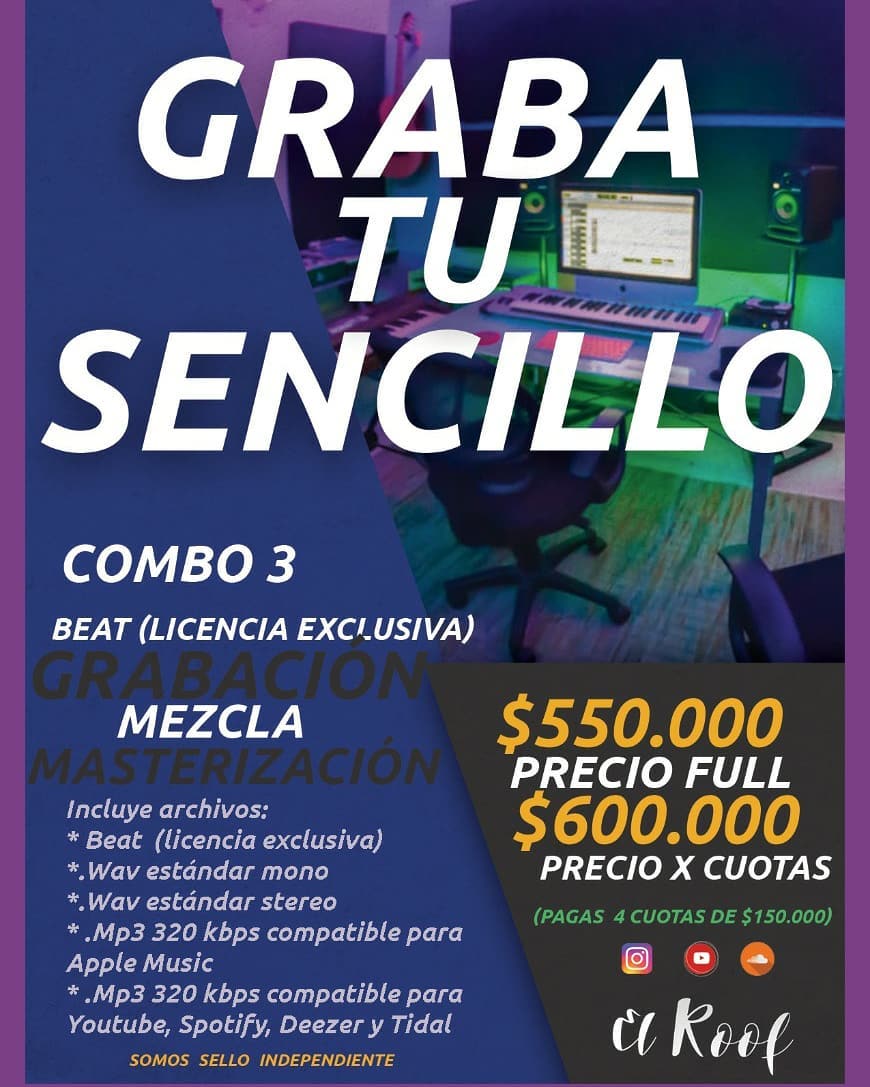 GRABA
TU
SENCILLO
COMBO 3
BEAT (LICENCIA EXCLUSIVA)
GRABACIÓN
MEZCLA
MASTERIZACIÓN
Incluye archivos:
* Beat (licencia exclusiva)
*.Wav estándar mono
*.Wav estándar stereo
* .Mp3 320 kbps compatible para
Apple Music
* .Mp3 320 kbps compatible para
Youtube, Spotify, Deezer y Tidal
SOMOS SELLO INDEPENDIENTE
$550.000
PRECIO FULL
$600.000
PRECIO X CUOTAS
(PAGAS 4 CUOTAS DE $150.000)
El Roof